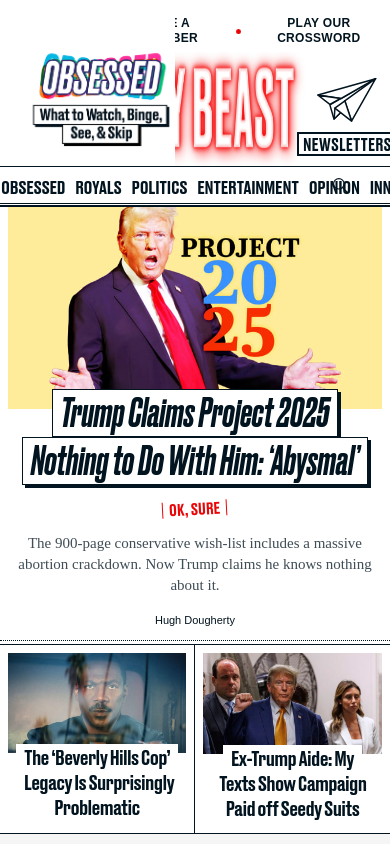 E A
BER
PLAY OUR
CROSSWORD
OBSESSED
What to Watch, Binge,
See, & Skip
Y BEAST
NEWSLETTERS
OBSESSED ROYALS POLITICS ENTERTAINMENT OPINION INN
PROJECT
20
25
Trump Claims Project 2025
Nothing to Do With Him: ‘Abysmal’
OK, SURE
The 900-page conservative wish-list includes a massive
abortion crackdown. Now Trump claims he knows nothing
about it.
Hugh Dougherty
The ‘Beverly Hills Cop’
Legacy Is Surprisingly
Problematic
Ex-Trump Aide: My
Texts Show Campaign
Paid off Seedy Suits